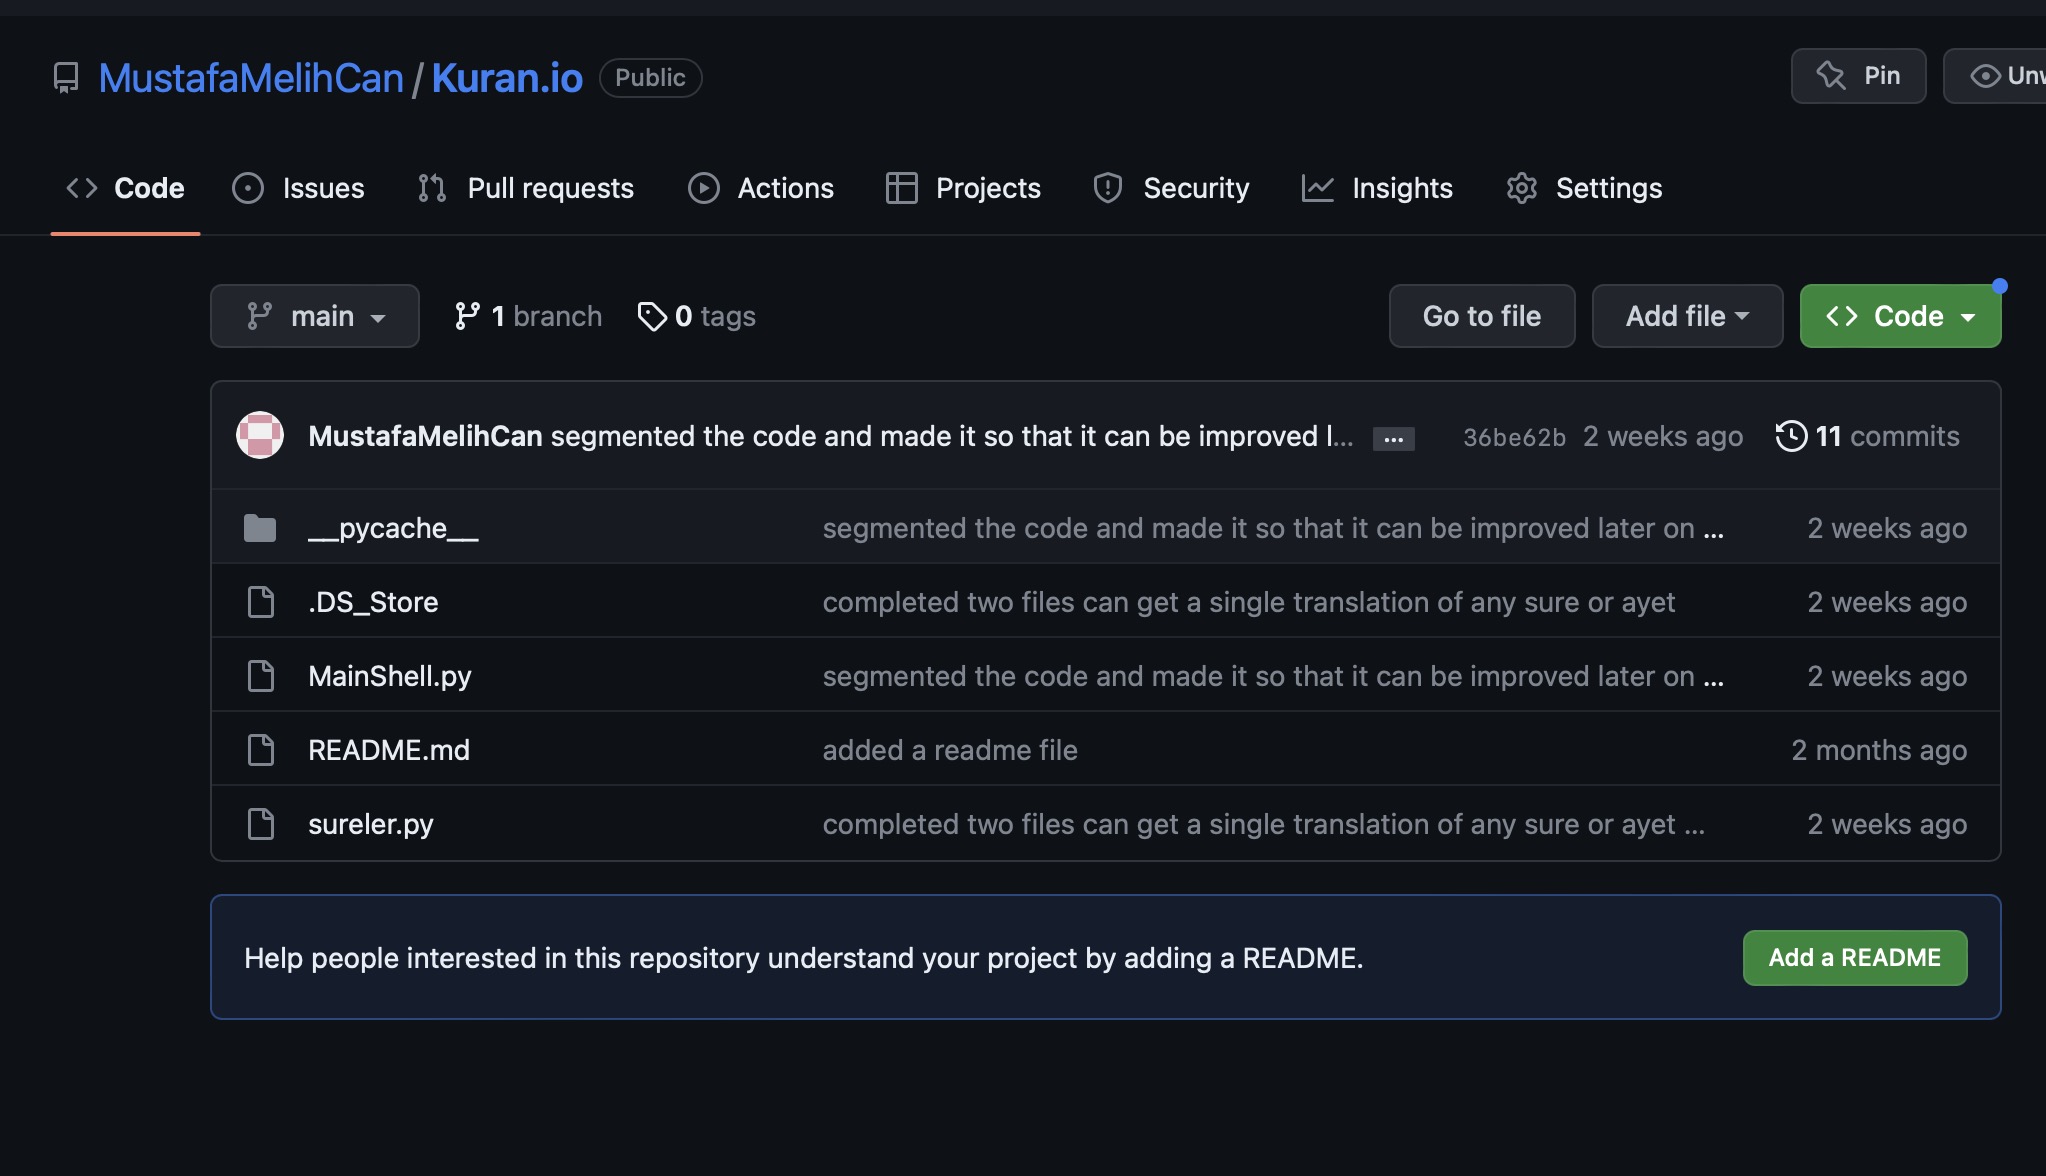 MustafaMelihCan / Kuran.io Public
Pin
Code Issues Pull requests Actions Projects Security Insights Settings
main 1 branch 0 tags Go to file Add file Code
MustafaMelihCan segmented the code and made it so that it can be improved l... ... 36be62b 2 weeks ago 11 commits
__pycache__ segmented the code and made it so that it can be improved later on ... 2 weeks ago
.DS_Store completed two files can get a single translation of any sure or ayet 2 weeks ago
MainShell.py segmented the code and made it so that it can be improved later on ... 2 weeks ago
README.md added a readme file 2 months ago
sureler.py completed two files can get a single translation of any sure or ayet ... 2 weeks ago
Help people interested in this repository understand your project by adding a README. Add a README